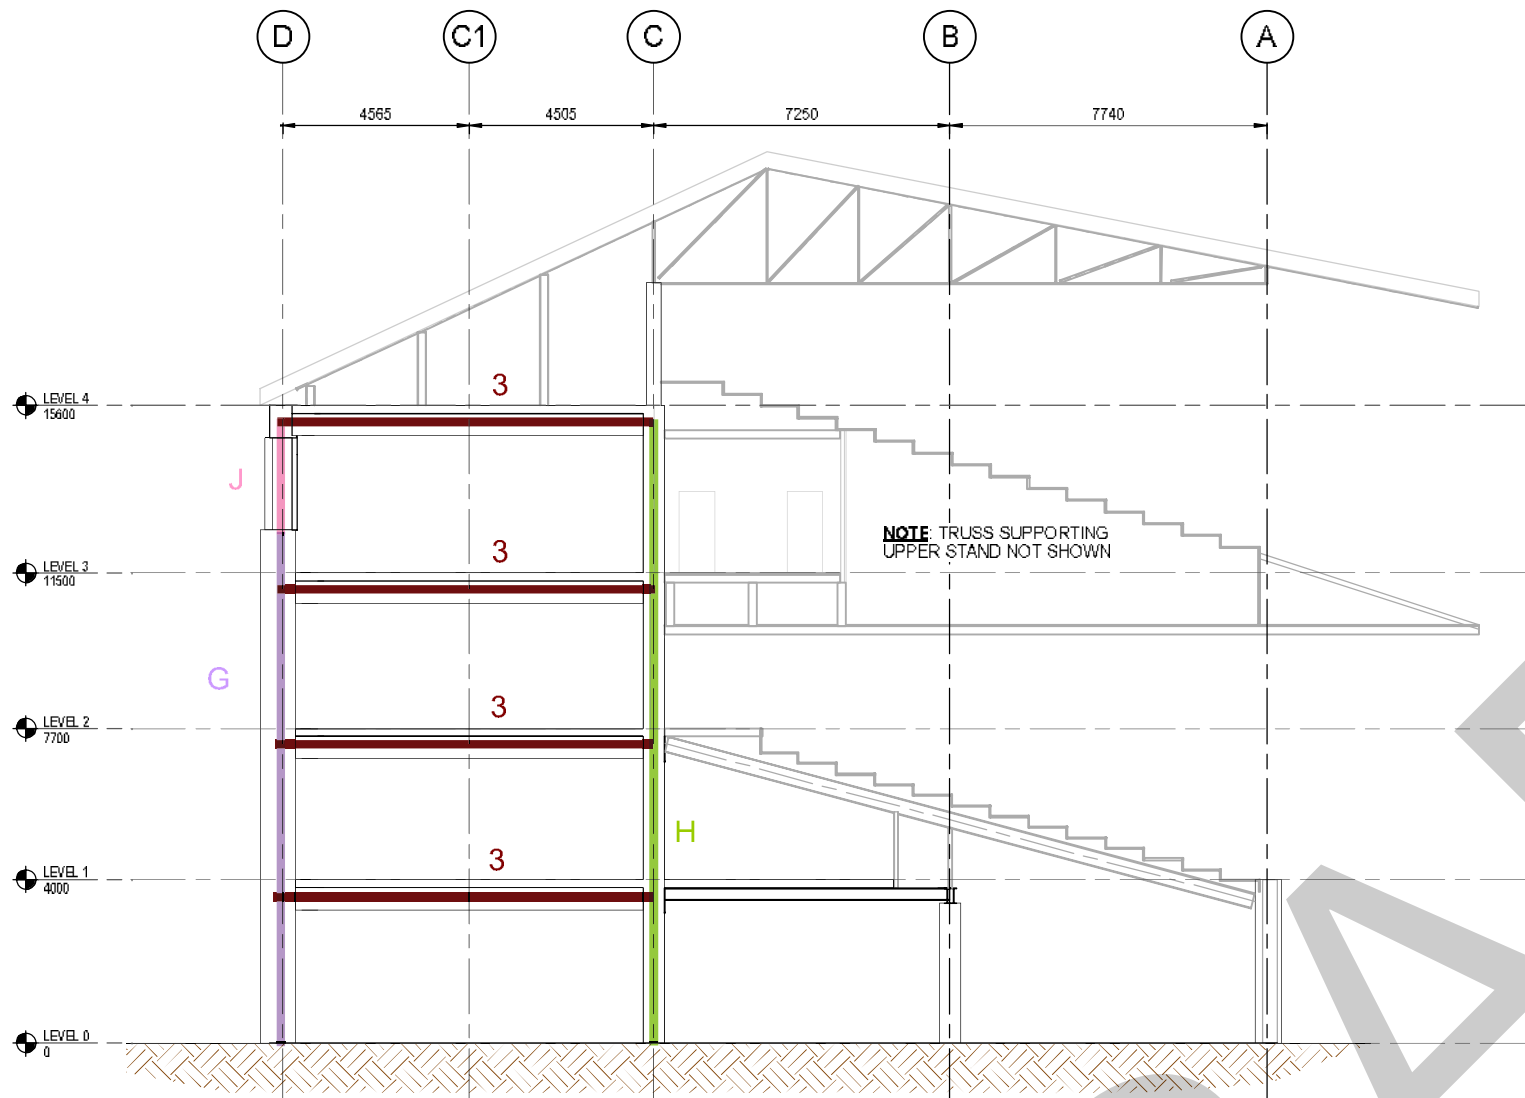 D C1 C B A
4565 4505 7250 7740
3
LEVEL 4
15600
J
NOTE: TRUSS SUPPORTING
UPPER STAND NOT SHOWN
3
LEVEL 3
11500
G
3
LEVEL 2
7700
H
3
LEVEL 1
4000
LEVEL 0
0